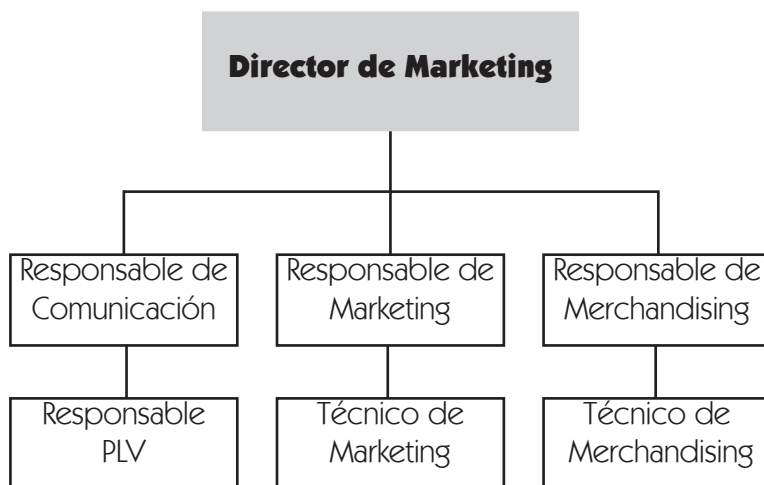 Director de Marketing
Responsable de
Comunicación
Responsable de
Marketing
Responsable de
Merchandising
Responsable
PLV
Técnico de
Marketing
Técnico de
Merchandising